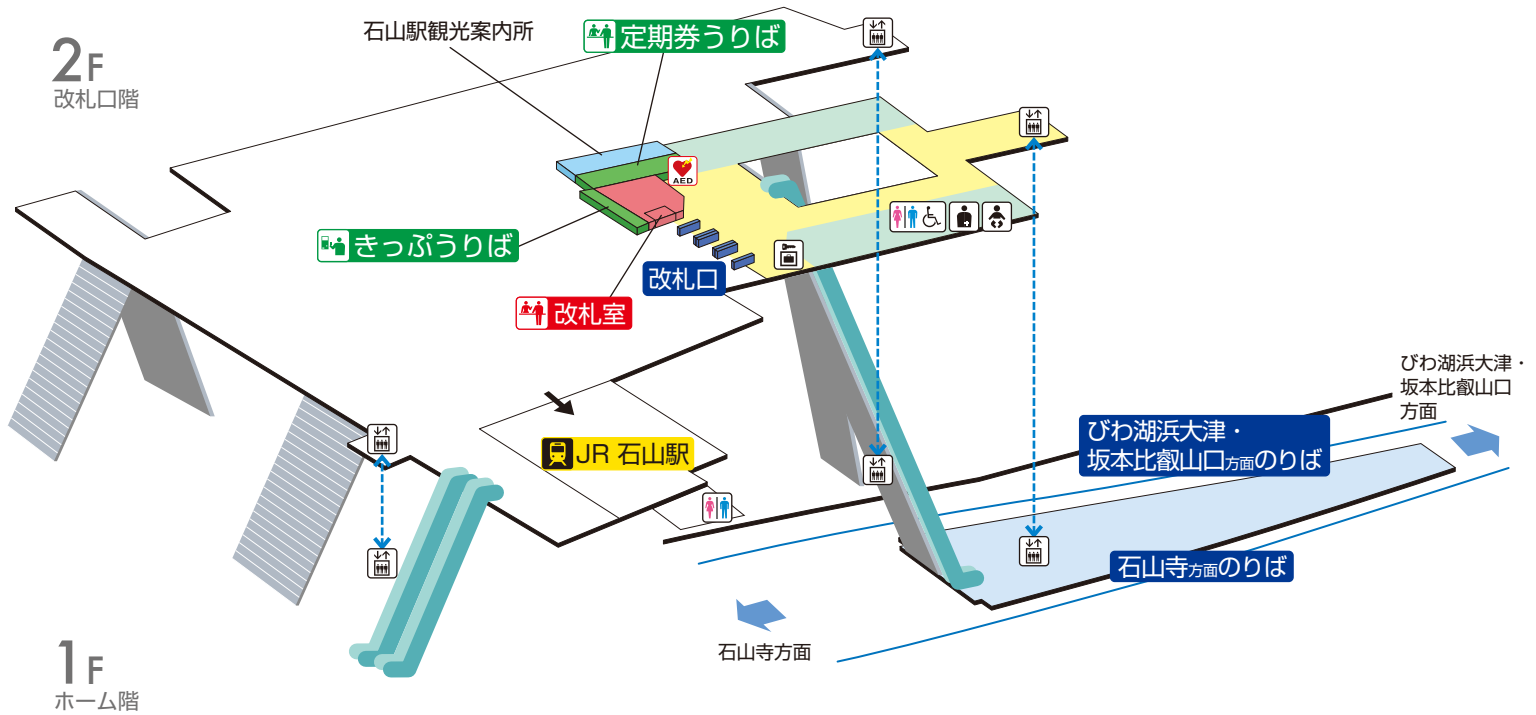 2F
改札口階
石山駅観光案内所
定期券うりば
AED
きっぷうりば
改札口
改札室
JR 石山駅
びわ湖浜大津・
坂本比叡山口
方面
びわ湖浜大津・
坂本比叡山口方面のりば
石山寺方面のりば
石山寺方面
1F
ホーム階